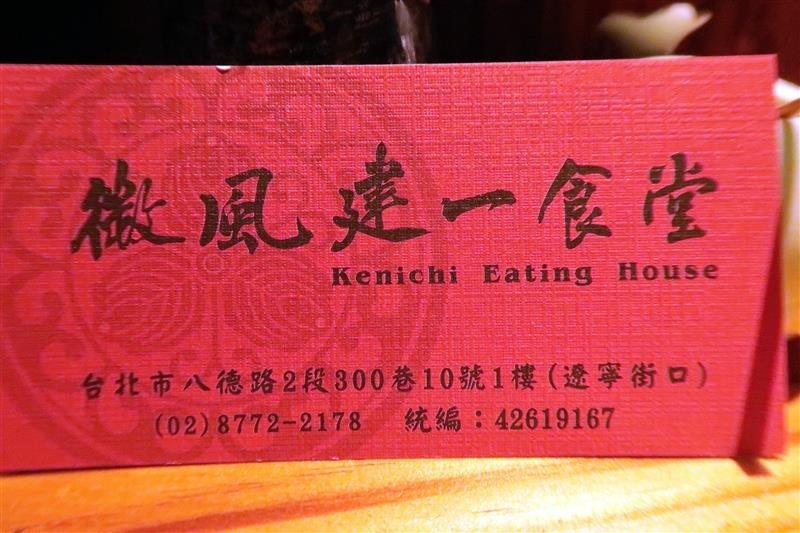 微風建一食堂
Kenichi Eating House
台北市八德路2段300巷10號1樓(遼寧街口)
(02)8772-2178 統編：42619167